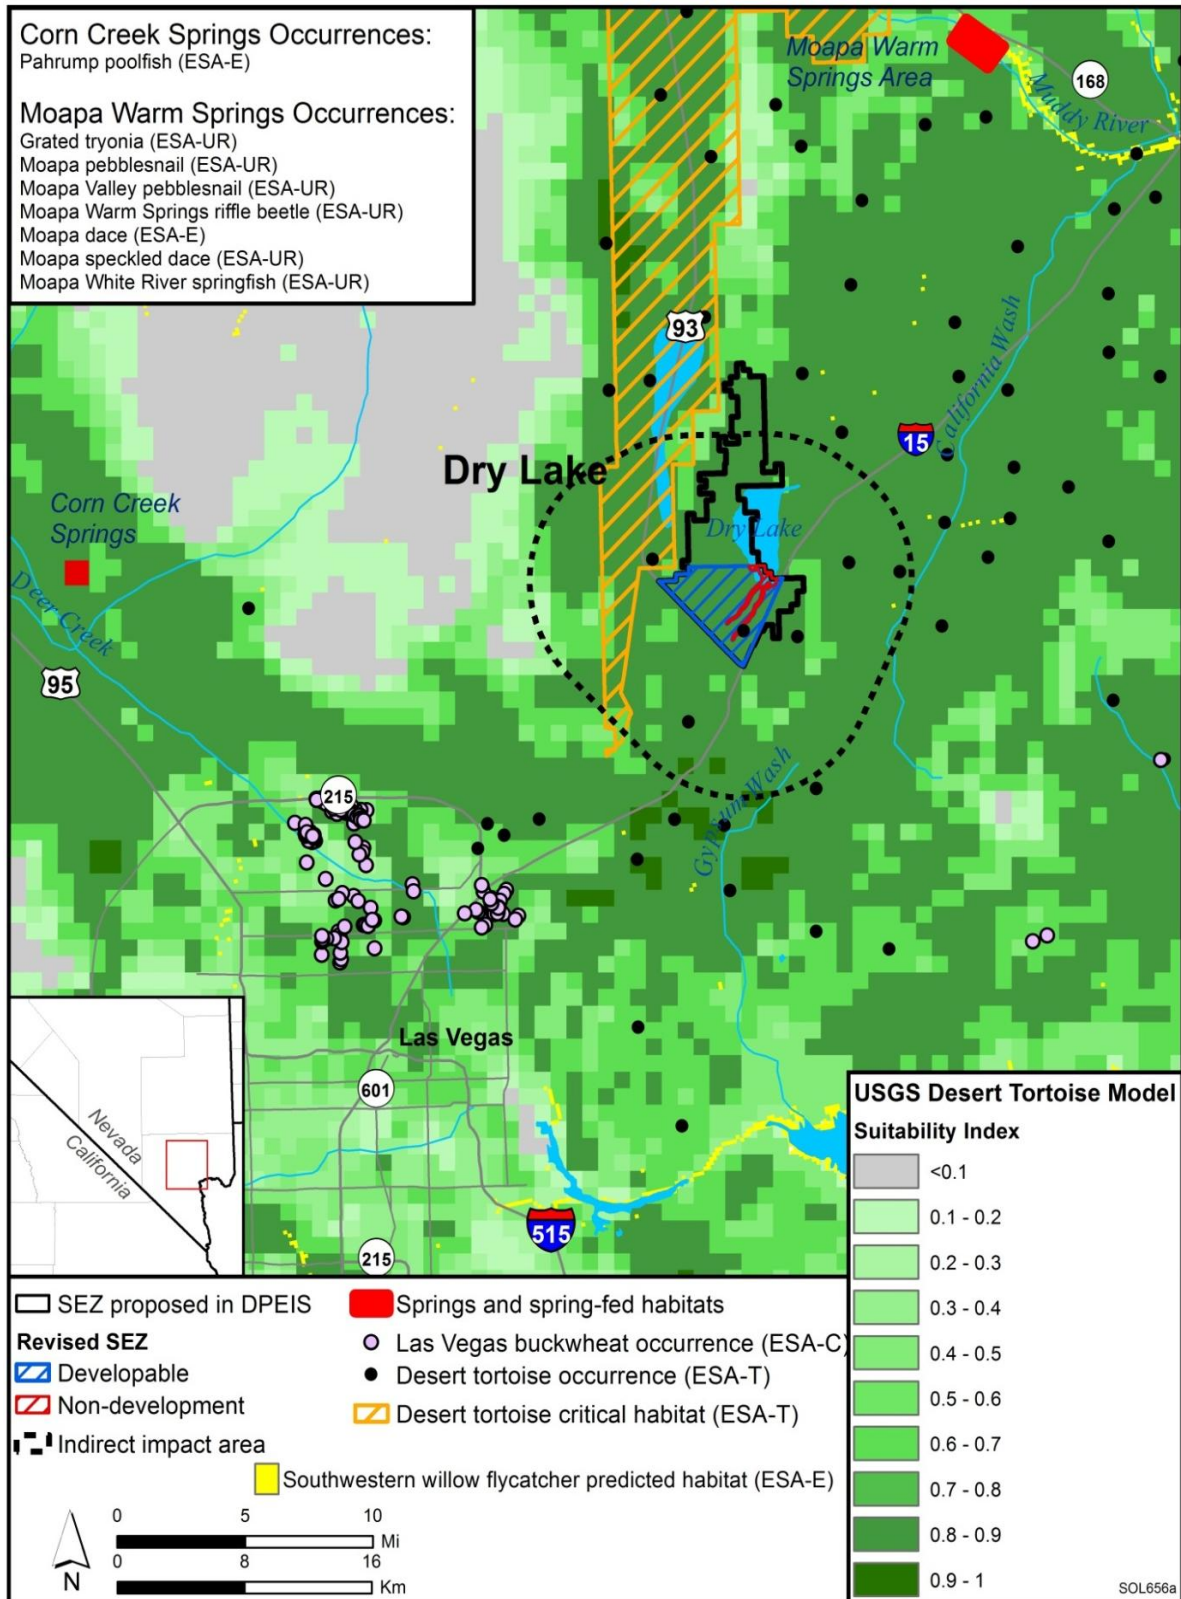 Corn Creek Springs Occurrences:
Pahrump poolfish (ESA-E)
Moapa Warm Springs Occurrences:
Grated tryonia (ESA-UR)
Moapa pebblesnail (ESA-UR)
Moapa Valley pebblesnail (ESA-UR)
Moapa Warm Springs riffle beetle (ESA-UR)
Moapa dace (ESA-E)
Moapa speckled dace (ESA-UR)
Moapa White River springfish (ESA-UR)
Moapa Warm
Springs Area
168
Muddy River
93
California Wash
15
Dry Lake
Corn Creek
Springs
Dry Lake
Deer Creek
95
Gypsum Wash
215
Las Vegas
601
515
215
Nevada
California
USGS Desert Tortoise Model
Suitability Index
<0.1
0.1 - 0.2
0.2 - 0.3
0.3 - 0.4
0.4 - 0.5
0.5 - 0.6
0.6 - 0.7
0.7 - 0.8
0.8 - 0.9
0.9 - 1
SEZ proposed in DPEIS
Revised SEZ
Developable
Non-development
Indirect impact area
Springs and spring-fed habitats
Las Vegas buckwheat occurrence (ESA-C)
Desert tortoise occurrence (ESA-T)
Desert tortoise critical habitat (ESA-T)
Southwestern willow flycatcher predicted habitat (ESA-E)
N
0 5 10
Mi
0 8 16
Km
SOL656a